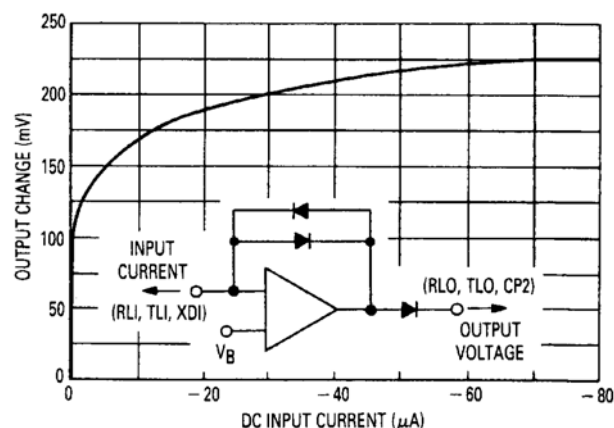 OUTPUT CHANGE (mV)
250
200
150
100
50
0
0
−20
−40
−60
−80
DC INPUT CURRENT (μA)
INPUT
CURRENT
(RLI, TLI, XDI)
VB
(RLO, TLO, CP2)
OUTPUT
VOLTAGE